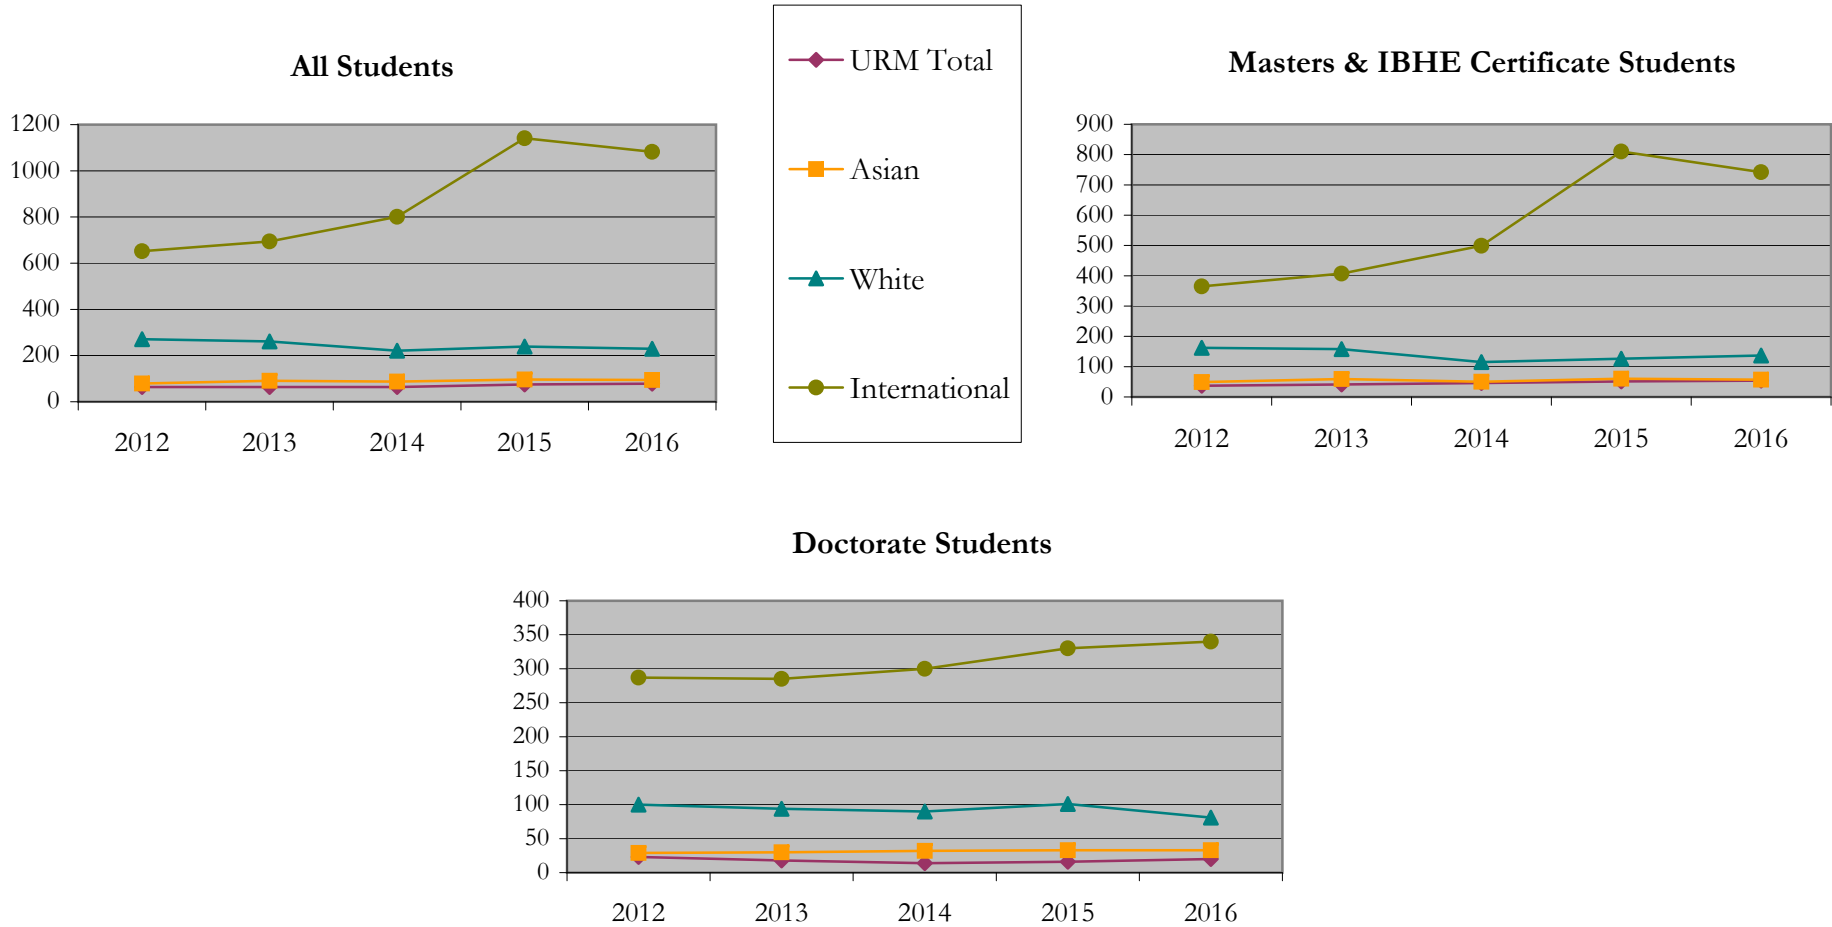 All Students
1200
1000
800
600
400
200
0
2012 2013 2014 2015 2016
URM Total
Asian
White
International
Masters & IBHE Certificate Students
900
800
700
600
500
400
300
200
100
0
2012 2013 2014 2015 2016
Doctorate Students
400
350
300
250
200
150
100
50
0
2012 2013 2014 2015 2016